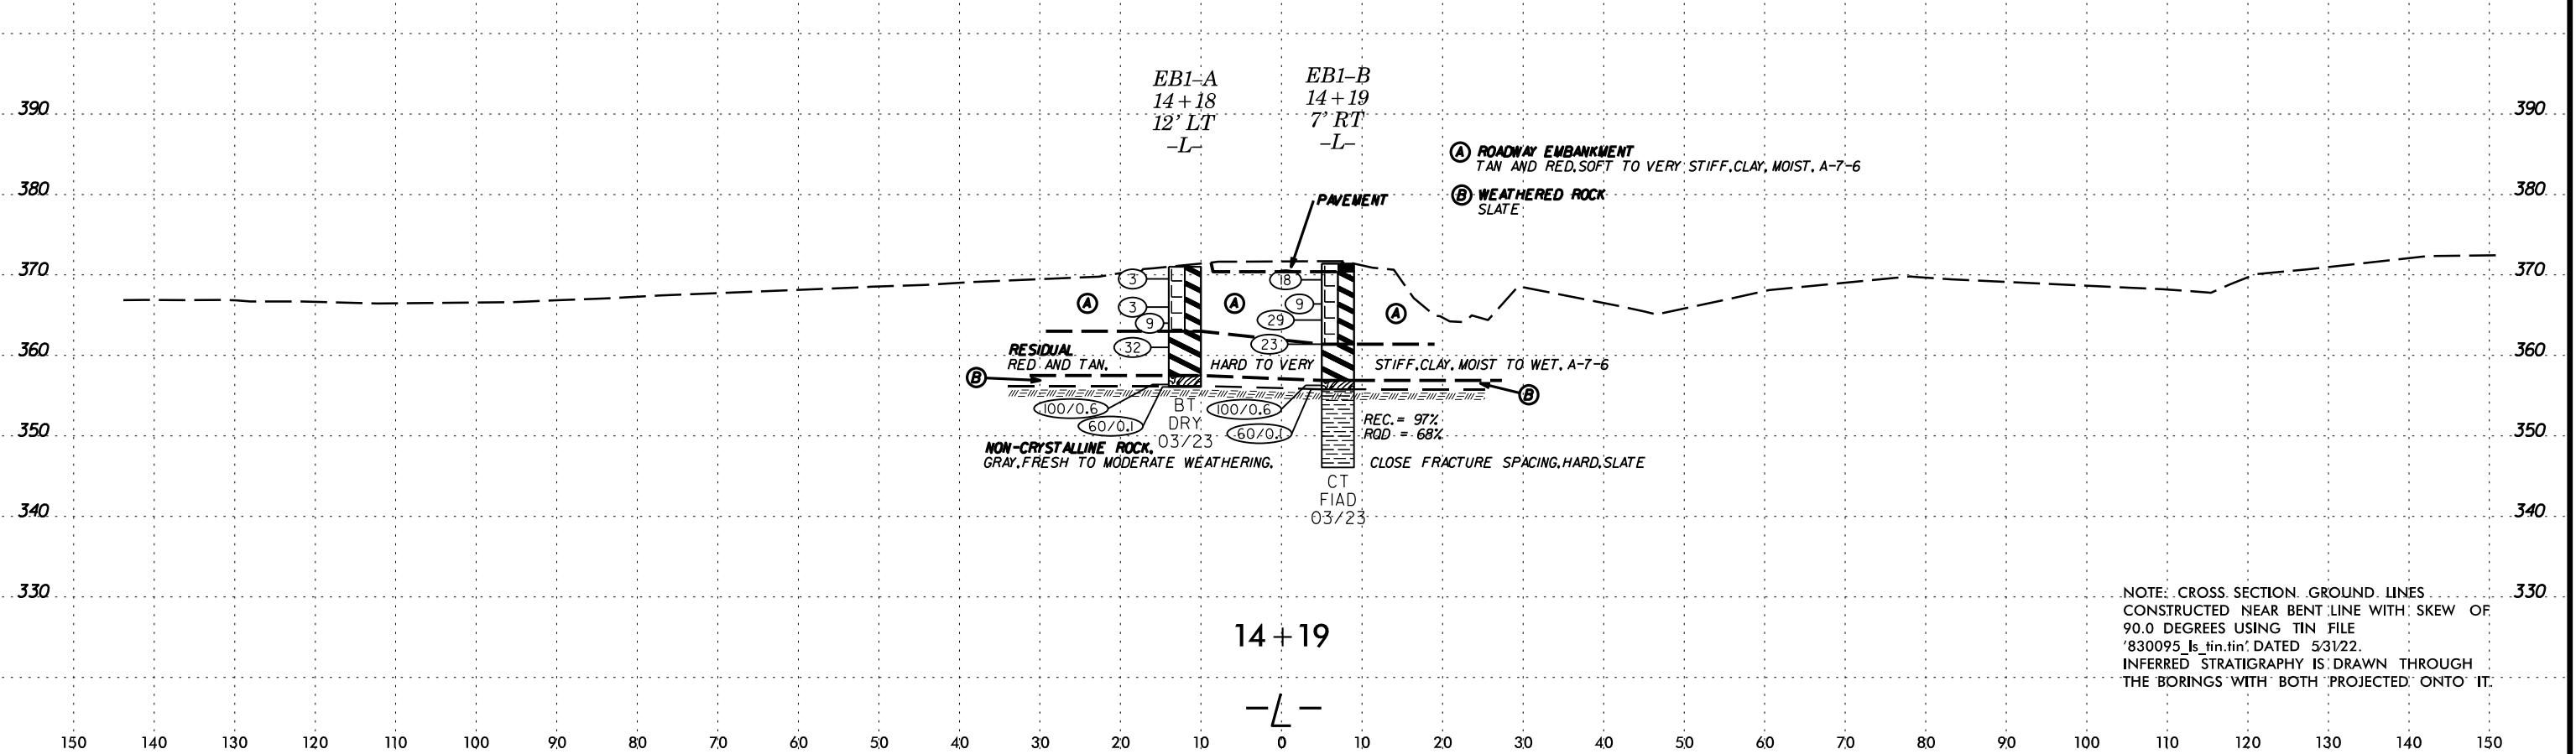 EB1-A
14+18
12' LT
-L-
EB1-B
14+19
7' RT
-L-
390
390
A ROADWAY EMBANKMENT
TAN AND RED, SOFT TO VERY STIFF, CLAY, MOIST, A-7-6
380
380
B WEATHERED ROCK
SLATE
PAVEMENT
370
370
3
18
A
A
3
9
A
9
29
32
23
360
360
RESIDUAL
RED AND TAN, HARD TO VERY STIFF, CLAY, MOIST TO WET, A-7-6
B
B
100/0.6
60/0.1
BT
DRY
03/23
100/0.6
60/0.1
REC. = 97%
RQD = 68%
350
350
NON-CRYSTALLINE ROCK,
GRAY, FRESH TO MODERATE WEATHERING, CLOSE FRACTURE SPACING, HARD, SLATE
CT
FIAD
03/23
340
340
330
330
NOTE: CROSS SECTION GROUND LINES
CONSTRUCTED NEAR BENT LINE WITH SKEW OF
90.0 DEGREES USING TIN FILE
'830095_ls_tin.tin' DATED 5/31/22.
INFERRED STRATIGRAPHY IS DRAWN THROUGH
THE BORINGS WITH BOTH PROJECTED ONTO IT.
14+19
-L-
150 140 130 120 110 100 90 80 70 60 50 40 30 20 10 0 10 20 30 40 50 60 70 80 90 100 110 120 130 140 150